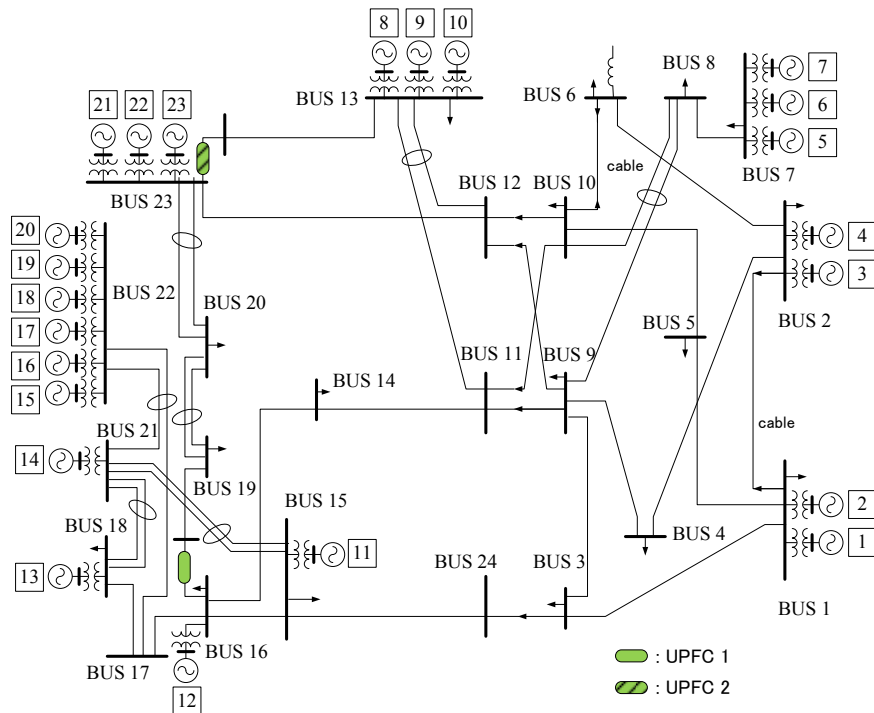 8 9 10
BUS 13
BUS 6
BUS 8
7
6
5
BUS 7
21 22 23
BUS 23
cable
BUS 12
BUS 10
20
19
18
17
16
15
BUS 22
BUS 20
4
3
BUS 2
BUS 5
BUS 11
BUS 9
BUS 14
cable
BUS 21
14
BUS 19
BUS 15
BUS 18
11
2
1
BUS 4
13
BUS 24
BUS 3
BUS 1
BUS 17
BUS 16
12
: UPFC 1
: UPFC 2